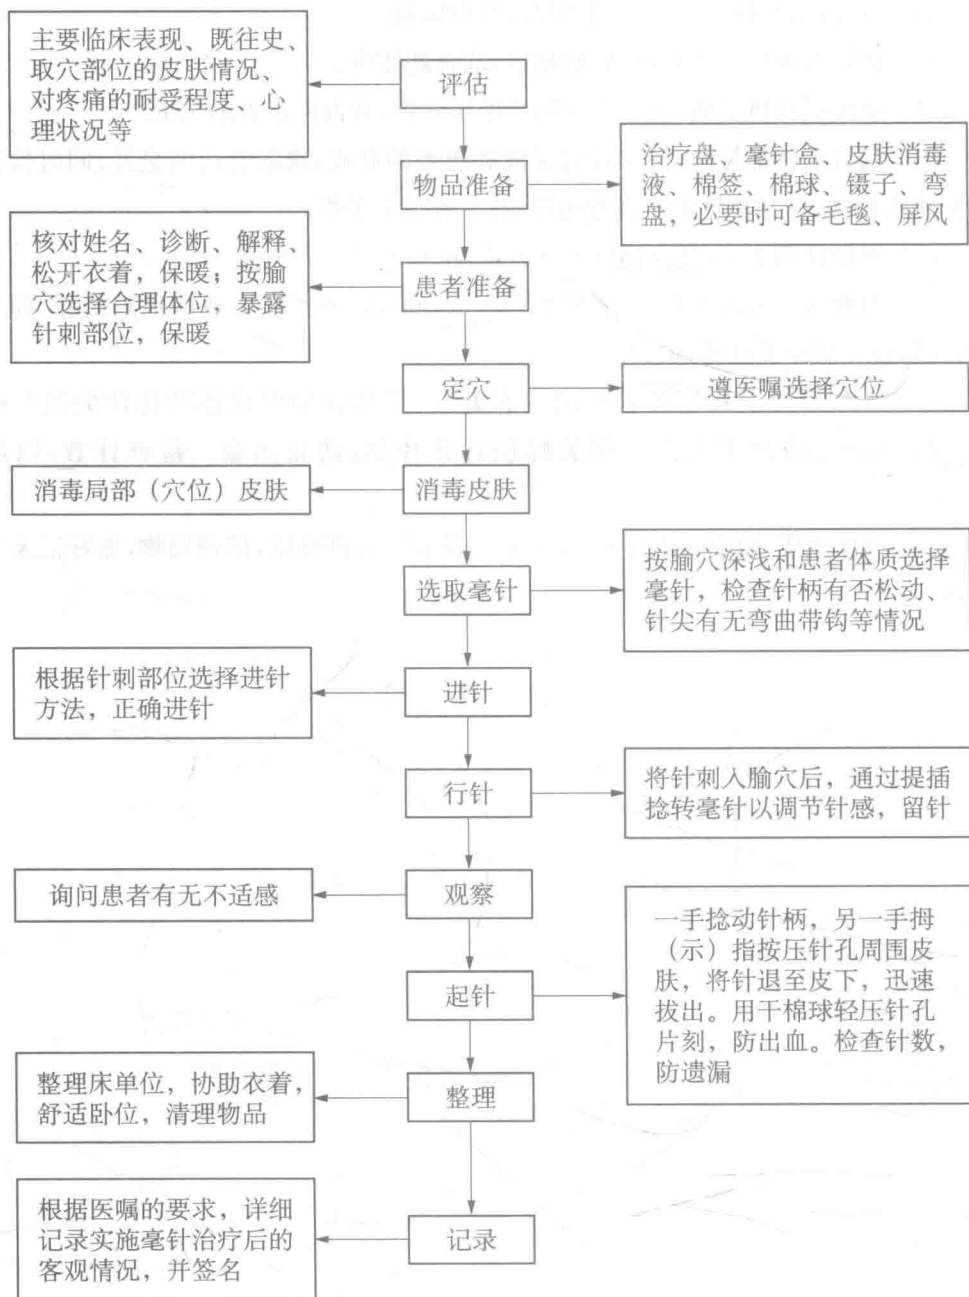 主要临床表现、既往史、
取穴部位的皮肤情况、
对疼痛的耐受程度、心
理状况等
评估
物品准备
治疗盘、毫针盒、皮肤消毒
液、棉签、棉球、镊子、弯
盘，必要时可备毛毯、屏风
核对姓名、诊断、解释、
松开衣着，保暖；按腧
穴选择合理体位，暴露
针刺部位，保暖
患者准备
定穴
遵医嘱选择穴位
消毒局部（穴位）皮肤
消毒皮肤
选取毫针
按腧穴深浅和患者体质选择
毫针，检查针柄有否松动、
针尖有无弯曲带钩等情况
根据针刺部位选择进针
方法，正确进针
进针
行针
将针刺入腧穴后，通过提插
捻转毫针以调节针感，留针
询问患者有无不适感
观察
起针
一手捻动针柄，另一手拇
（示）指按压针孔周围皮
肤，将针退至皮下，迅速
拔出。用干棉球轻压针孔
片刻，防出血。检查针数，
防遗漏
整理床单位，协助衣着，
舒适卧位，清理物品
整理
根据医嘱的要求，详细
记录实施毫针治疗后的
客观情况，并签名
记录